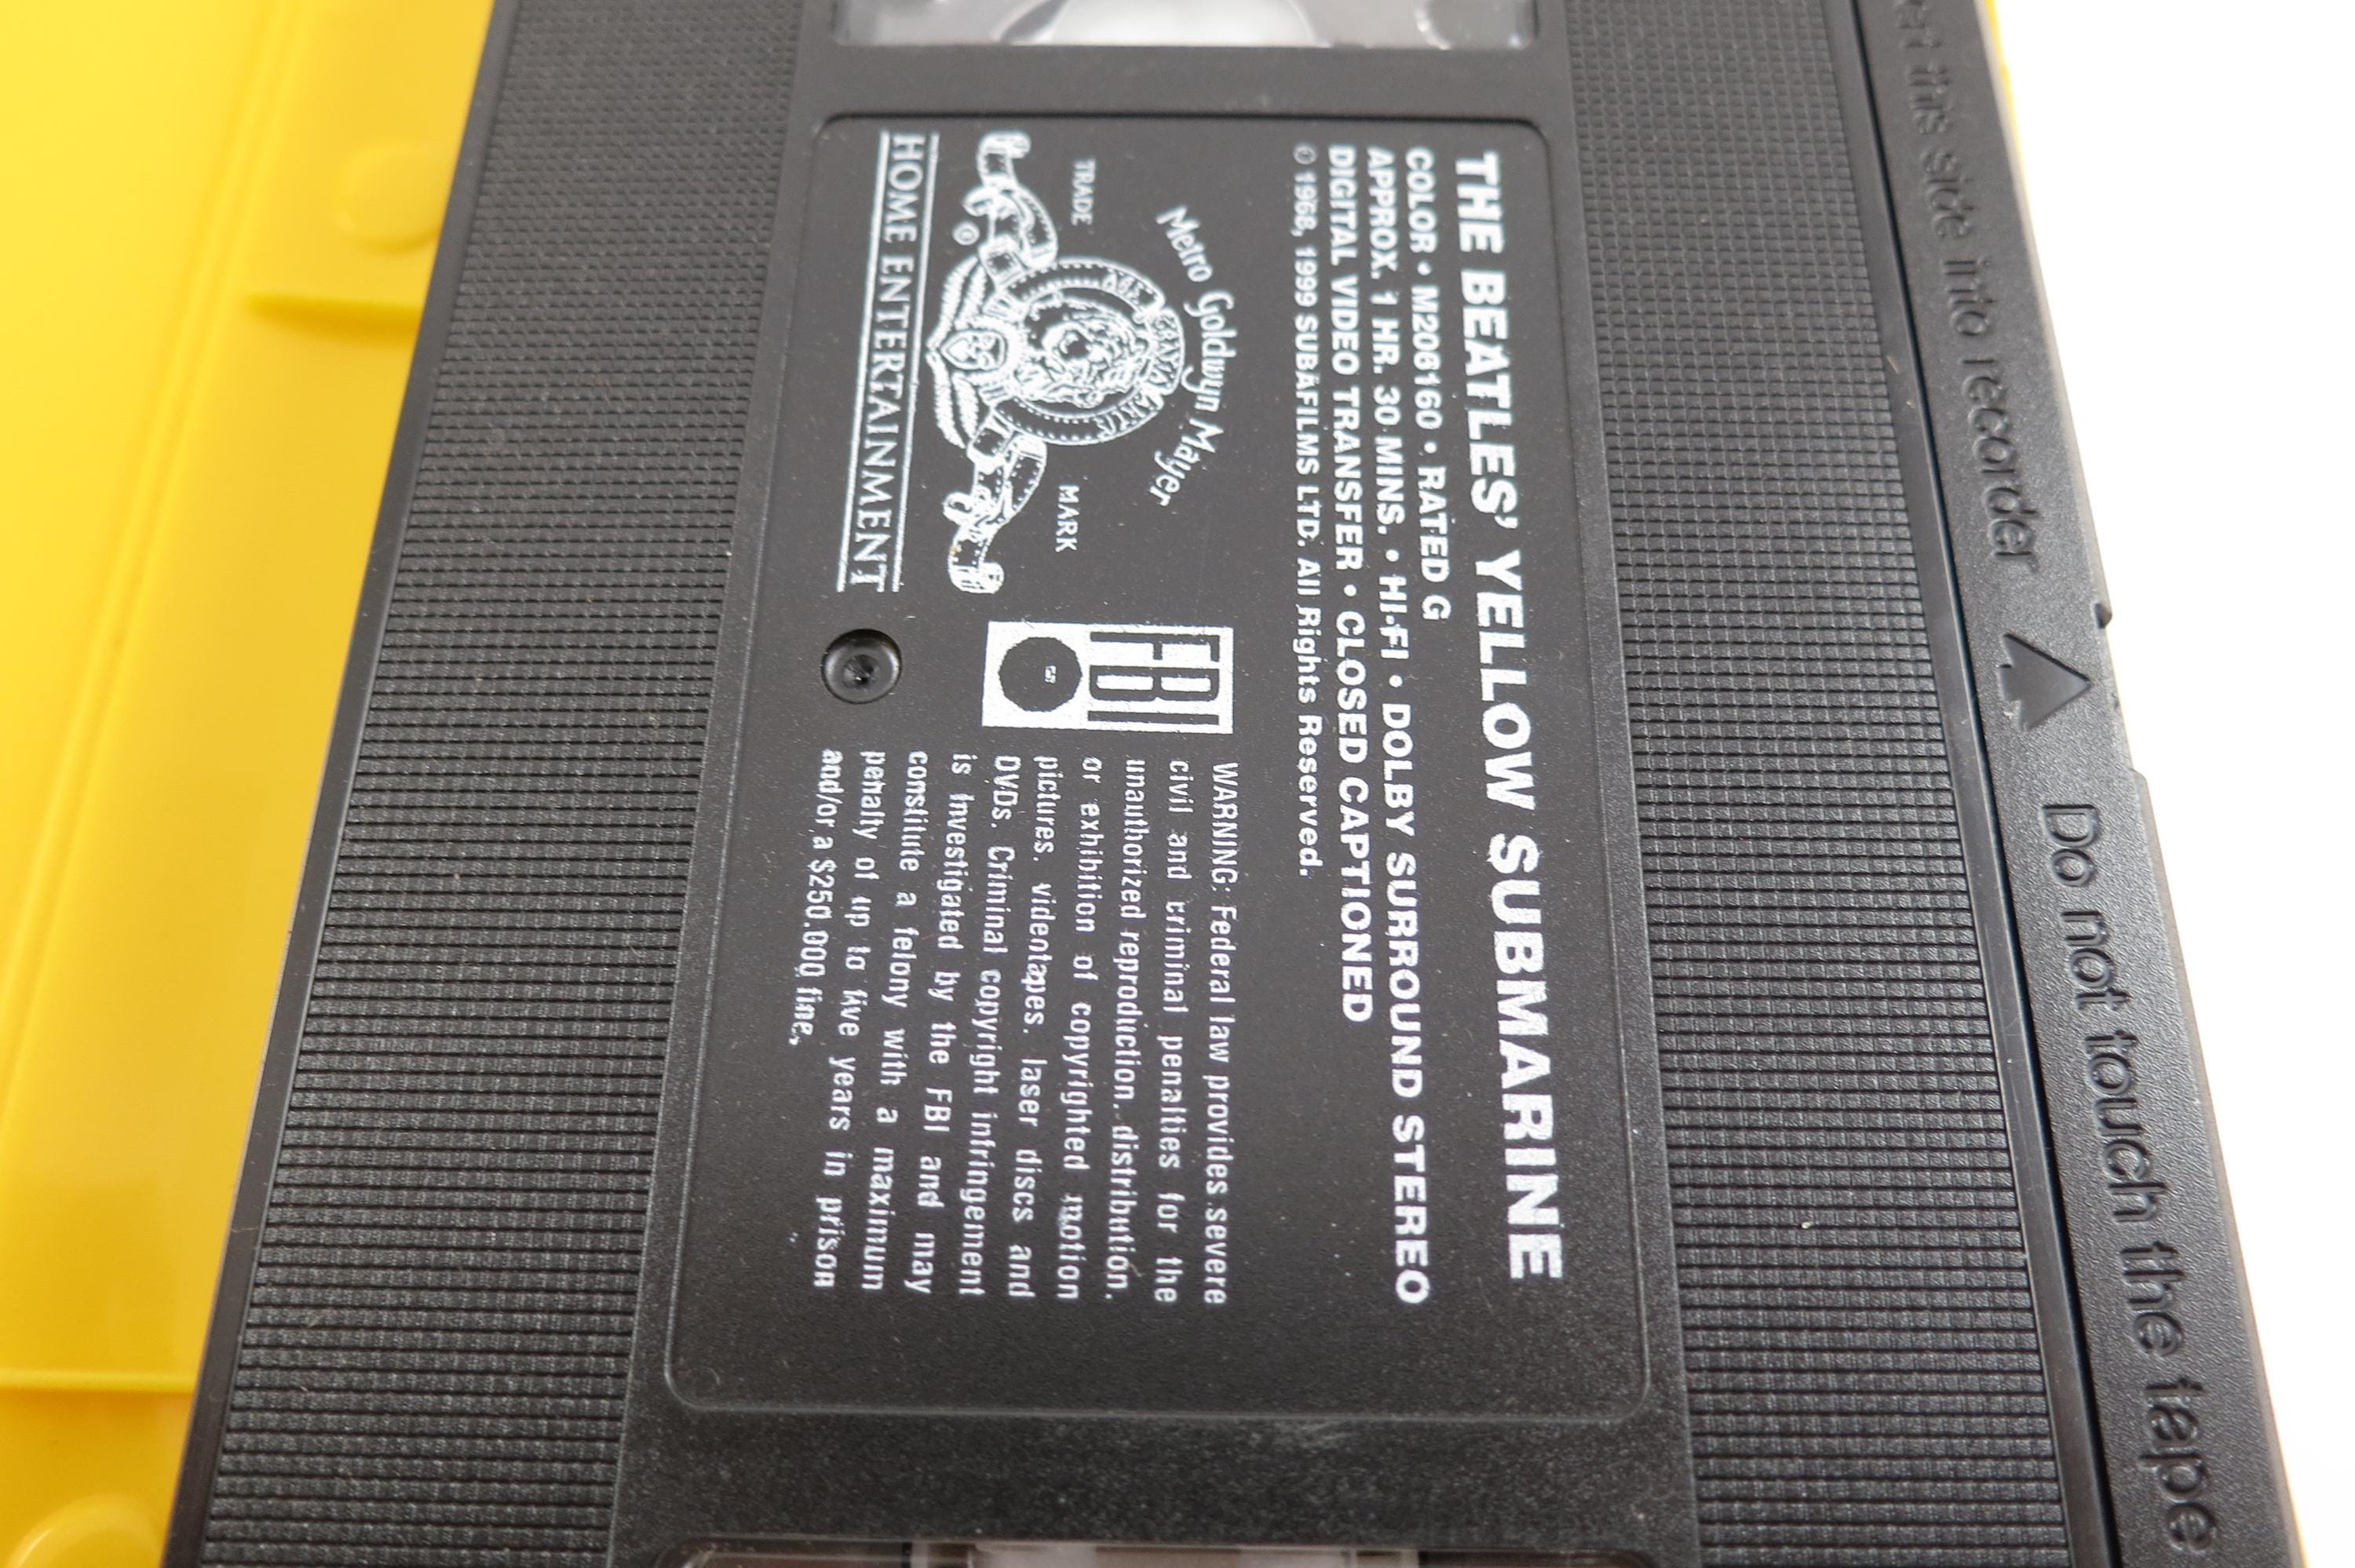 THE BEATLES' YELLOW SUBMARINE
COLOR • M206160 • RATED G
APPROX. 1 HR. 30 MINS. • HI-FI • DOLBY SURROUND STEREO
DIGITAL VIDEO TRANSFER • CLOSED CAPTIONED
© 1968, 1999 SUBAFILMS LTD. All Rights Reserved.
Metro Goldwyn Mayer
TRADE MARK
ARS GRATIA ARTIS
©
HOME ENTERTAINMENT
FBI
WARNING: Federal law provides severe
civil and criminal penalties for the
unauthorized reproduction, distribution,
or exhibition of copyrighted motion
pictures, videotapes, laser discs and
DVDs. Criminal copyright infringement
is investigated by the FBI and may
constitute a felony with a maximum
penalty of up to five years in prison
and/or a $250,000 fine.
this side into recorder
Do not touch the tape